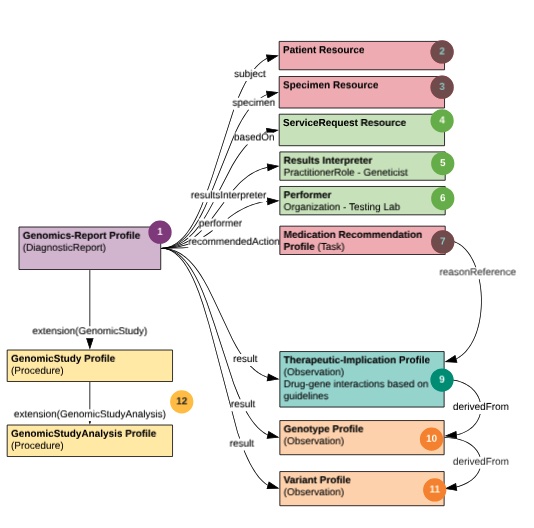 Patient Resource
2
subject
Specimen Resource
3
specimen
ServiceRequest Resource
4
basedOn
Results Interpreter
PractitionerRole - Geneticist
5
resultsInterpreter
Performer
Organization - Testing Lab
6
performer
Genomics-Report Profile
(DiagnosticReport)
1
recommendedAction
Medication Recommendation
Profile (Task)
7
reasonReference
extension(GenomicStudy)
GenomicStudy Profile
(Procedure)
result
Therapeutic-Implication Profile
(Observation)
Drug-gene interactions based on
guidelines
9
12
extension(GenomicStudyAnalysis)
result
derivedFrom
GenomicStudyAnalysis Profile
(Procedure)
Genotype Profile
(Observation)
10
result
derivedFrom
Variant Profile
(Observation)
11